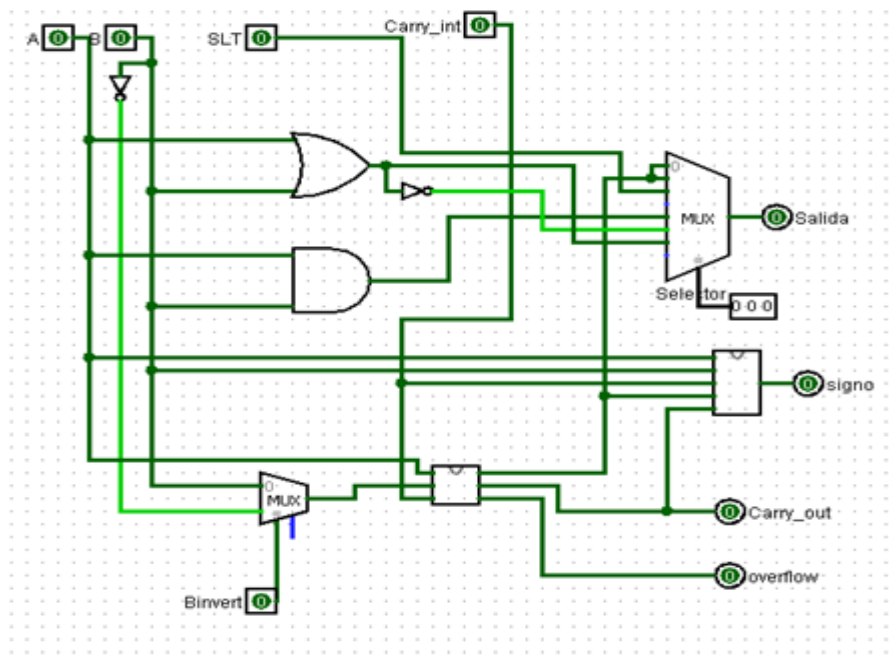 A 0
B 0
SLT 0
Carry_int 0
0
MUX
0 Salida
Selector
0 0 0
0 signo
0
MUX
0 Carry_out
0 overflow
Binvert 0